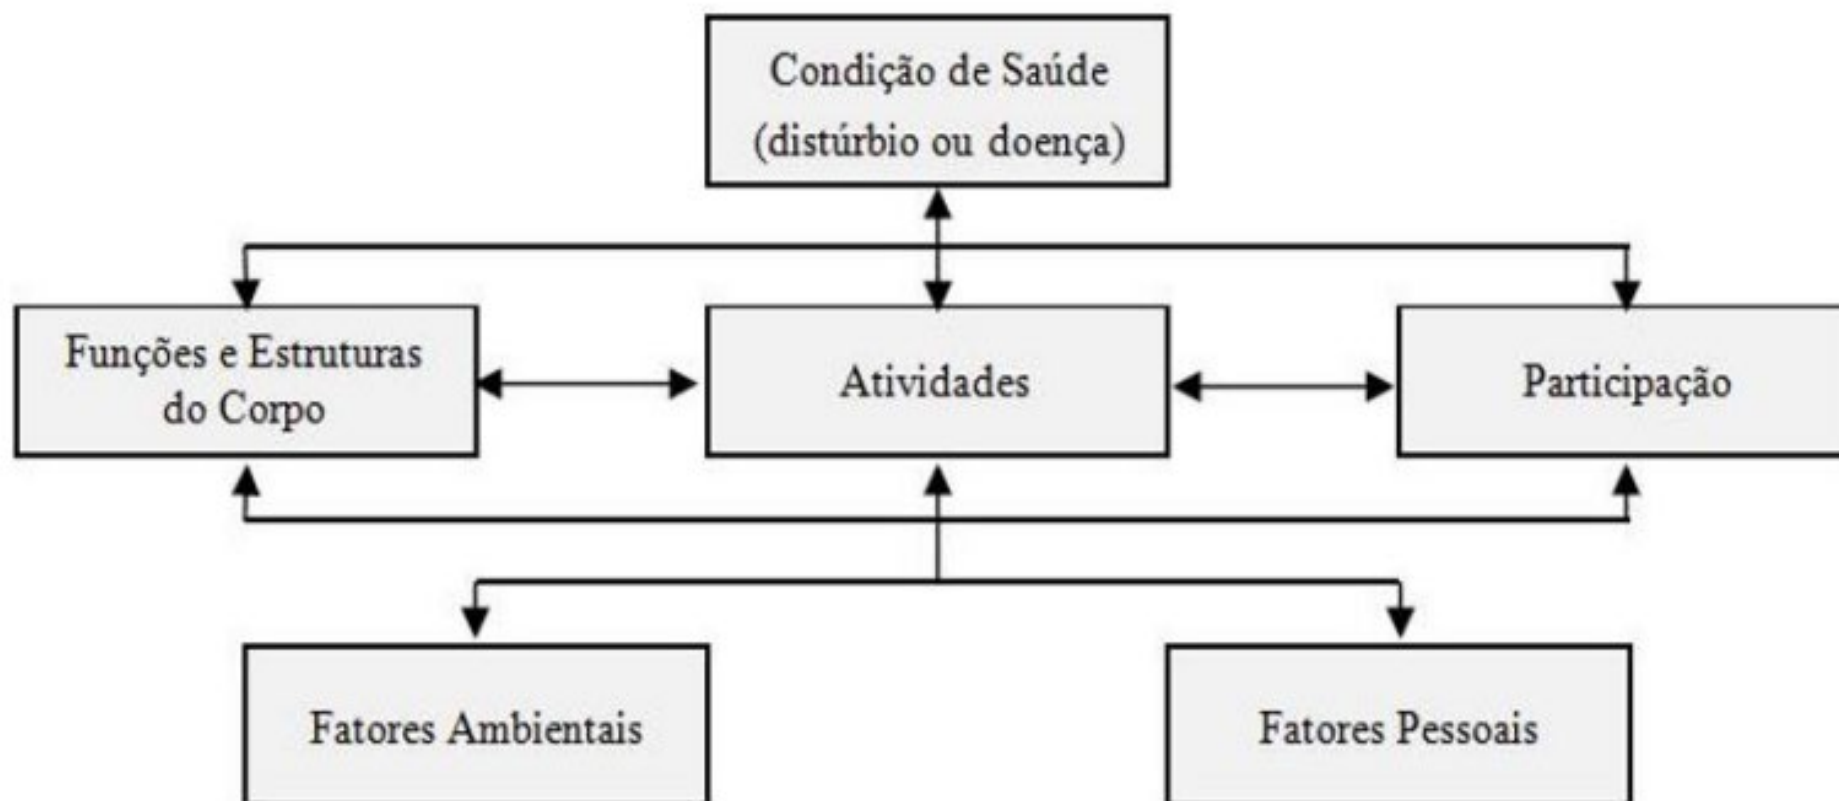 Condição de Saúde
(distúrbio ou doença)
Funções e Estruturas
do Corpo
Atividades
Participação
Fatores Ambientais
Fatores Pessoais